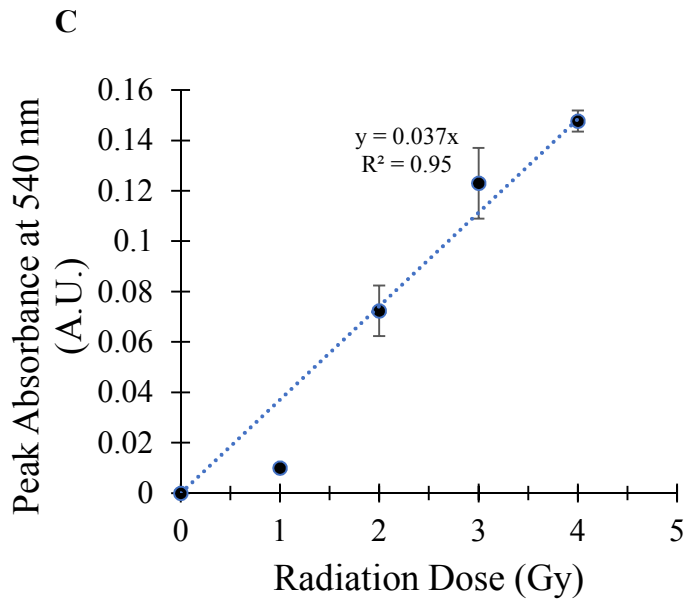 C
Peak Absorbance at 540 nm
(A.U.)
0.16
0.14
0.12
0.1
0.08
0.06
0.04
0.02
0
y = 0.037x
R² = 0.95
0 1 2 3 4 5
Radiation Dose (Gy)